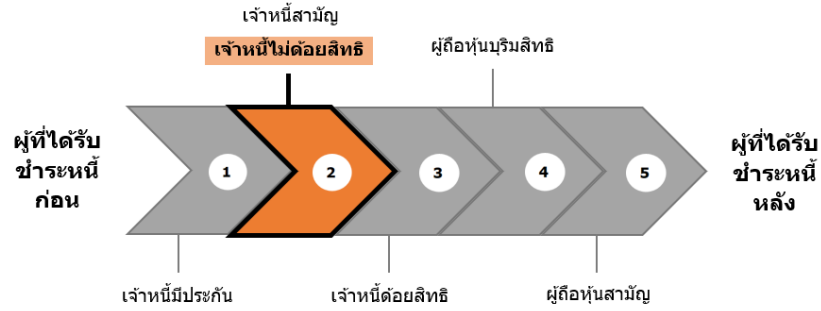 เจ้าหนี้สามัญ
เจ้าหนี้ไม่ด้อยสิทธิ
ผู้ถือหุ้นบุริมสิทธิ
ผู้ที่ได้รับ
ชำระหนี้
ก่อน
1
2
3
4
5
ผู้ที่ได้รับ
ชำระหนี้
หลัง
เจ้าหนี้มีประกัน
เจ้าหนี้ด้อยสิทธิ
ผู้ถือหุ้นสามัญ